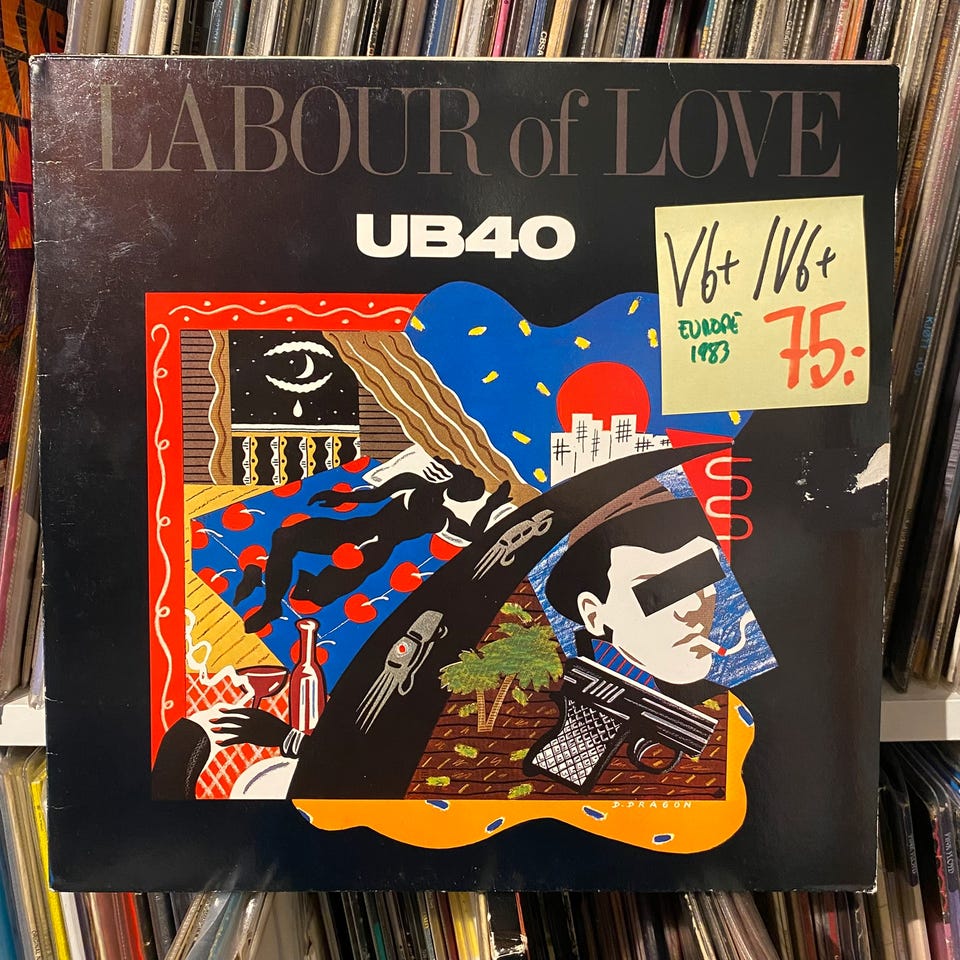 LABOUR of LOVE
UB40
VG+ / VG+
EUROPE
1983
75:-
D. DRAGON